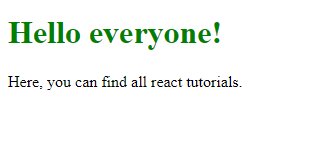 Hello everyone!
Here, you can find all react tutorials.